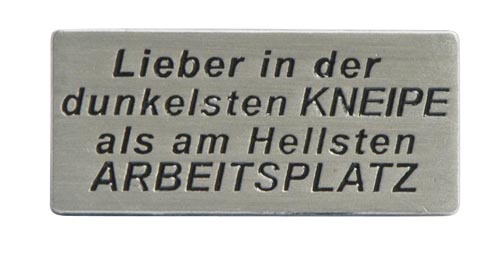 Lieber in der
dunkelsten KNEIPE
als am Hellsten
ARBEITSPLATZ